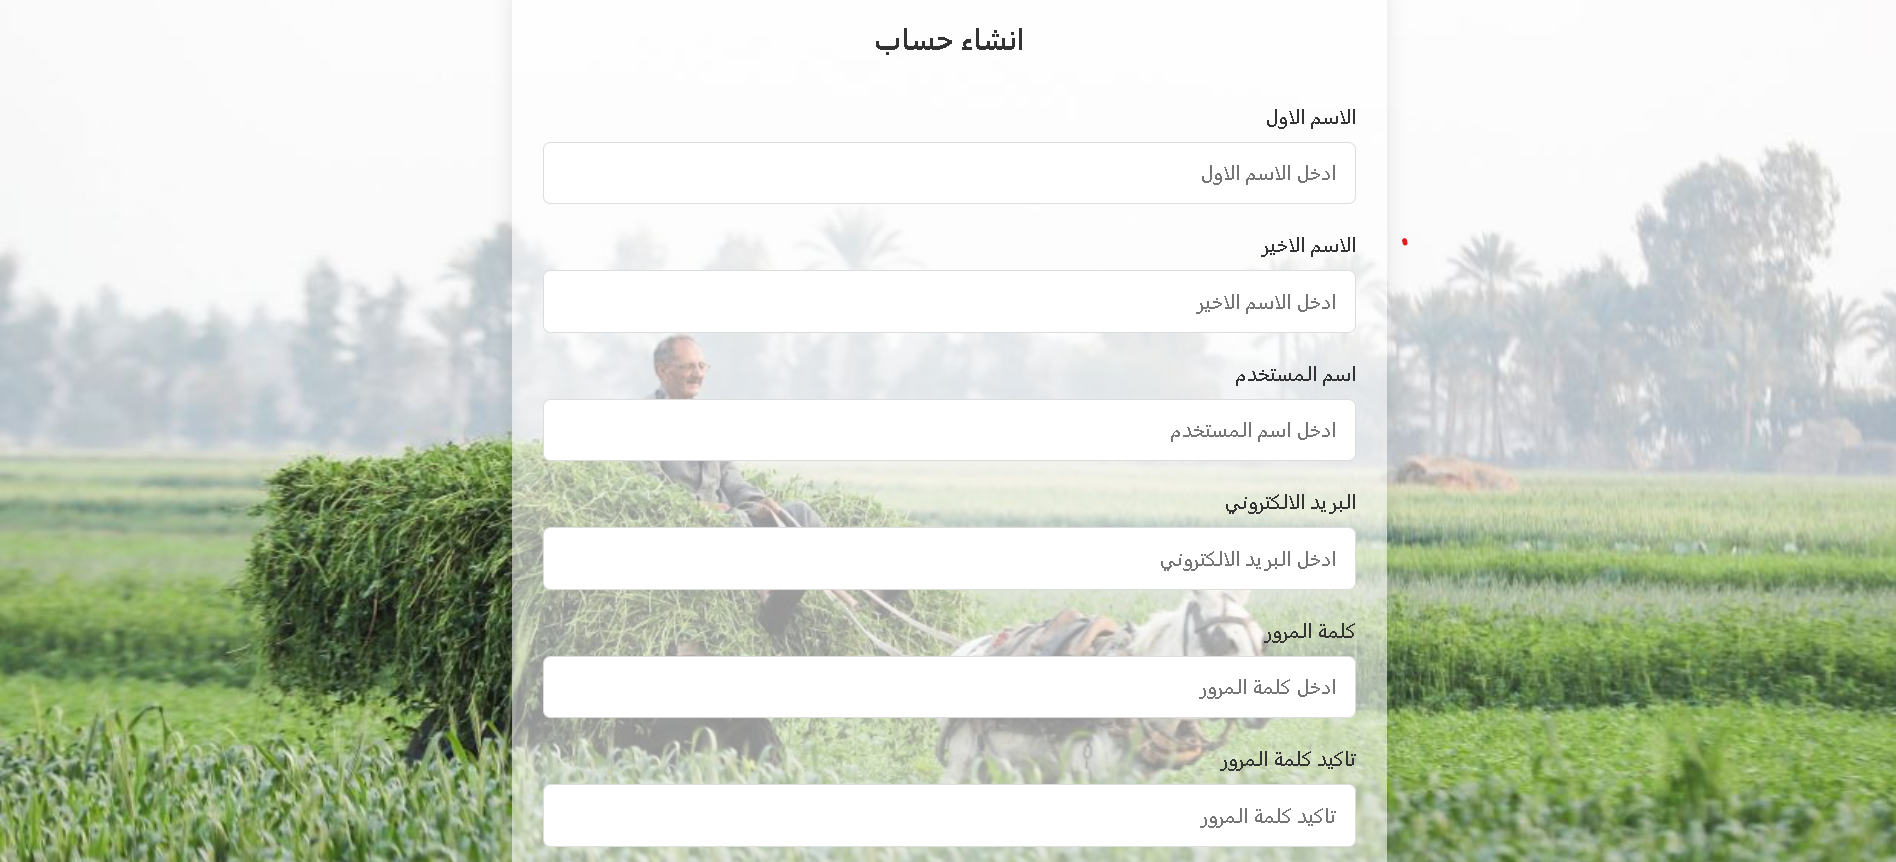 انشاء حساب
الاسم الاول
ادخل الاسم الاول
الاسم الاخير
ادخل الاسم الاخير
اسم المستخدم
ادخل اسم المستخدم
البريد الالكتروني
ادخل البريد الالكتروني
كلمة المرور
ادخل كلمة المرور
تاكيد كلمة المرور
تاكيد كلمة المرور